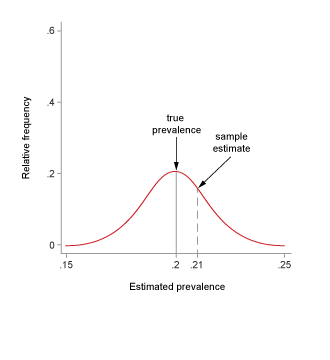 .6
.4
.2
0
Relative frequency
true
prevalence
sample
estimate
.15
.2
.21
.25
Estimated prevalence